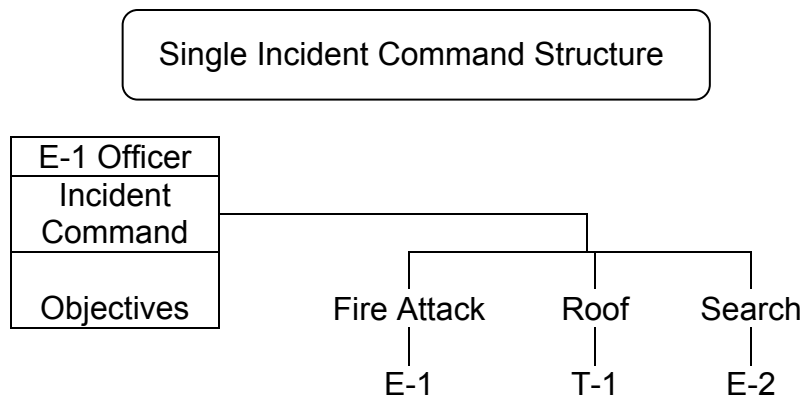 Single Incident Command Structure
E-1 Officer
Incident
Command
Objectives
Fire Attack
Roof
Search
E-1
T-1
E-2